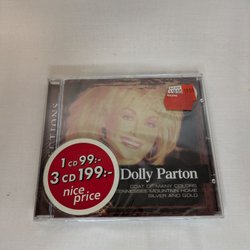 Dolly Parton
COAT OF MANY COLORS
TENNESSEE MOUNTAIN HOME
SILVER AND GOLD
1 CD 99:-
3 CD 199:-
nice
price